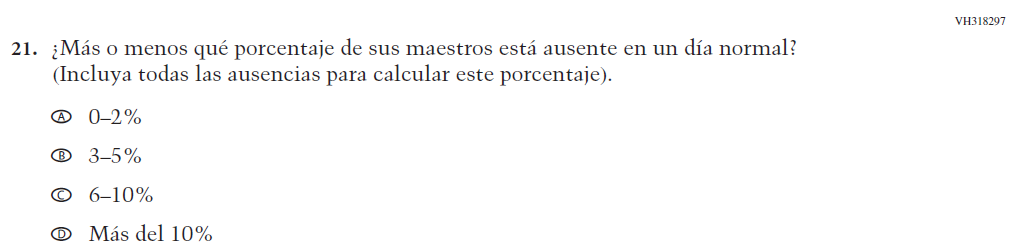 VH318297
21. ¿Más o menos qué porcentaje de sus maestros está ausente en un día normal?
(Incluya todas las ausencias para calcular este porcentaje).
Ⓐ 0–2%
Ⓑ 3–5%
Ⓒ 6–10%
Ⓓ Más del 10%